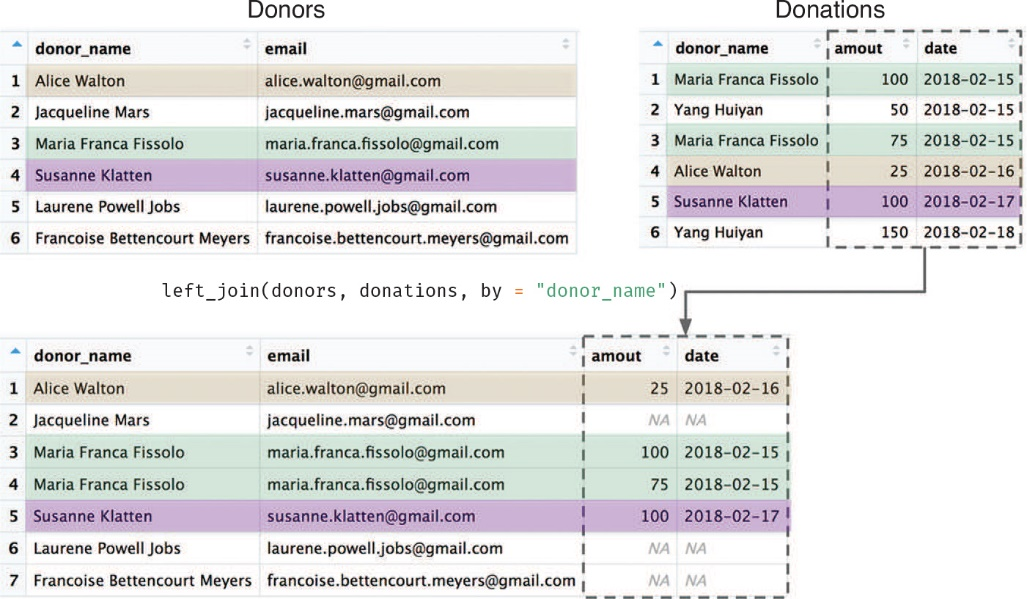 Donors
donor_name email
1 Alice Walton alice.walton@gmail.com
2 Jacqueline Mars jacqueline.mars@gmail.com
3 Maria Franca Fissolo maria.franca.fissolo@gmail.com
4 Susanne Klatten susanne.klatten@gmail.com
5 Laurene Powell Jobs laurene.powell.jobs@gmail.com
6 Francoise Bettencourt Meyers francoise.bettencourt.meyers@gmail.com
Donations
donor_name amout date
1 Maria Franca Fissolo 100 2018-02-15
2 Yang Huiyan 50 2018-02-15
3 Maria Franca Fissolo 75 2018-02-15
4 Alice Walton 25 2018-02-16
5 Susanne Klatten 100 2018-02-17
6 Yang Huiyan 150 2018-02-18
left_join(donors, donations, by = "donor_name")
donor_name email amout date
1 Alice Walton alice.walton@gmail.com 25 2018-02-16
2 Jacqueline Mars jacqueline.mars@gmail.com NA NA
3 Maria Franca Fissolo maria.franca.fissolo@gmail.com 100 2018-02-15
4 Maria Franca Fissolo maria.franca.fissolo@gmail.com 75 2018-02-15
5 Susanne Klatten susanne.klatten@gmail.com 100 2018-02-17
6 Laurene Powell Jobs laurene.powell.jobs@gmail.com NA NA
7 Francoise Bettencourt Meyers francoise.bettencourt.meyers@gmail.com NA NA